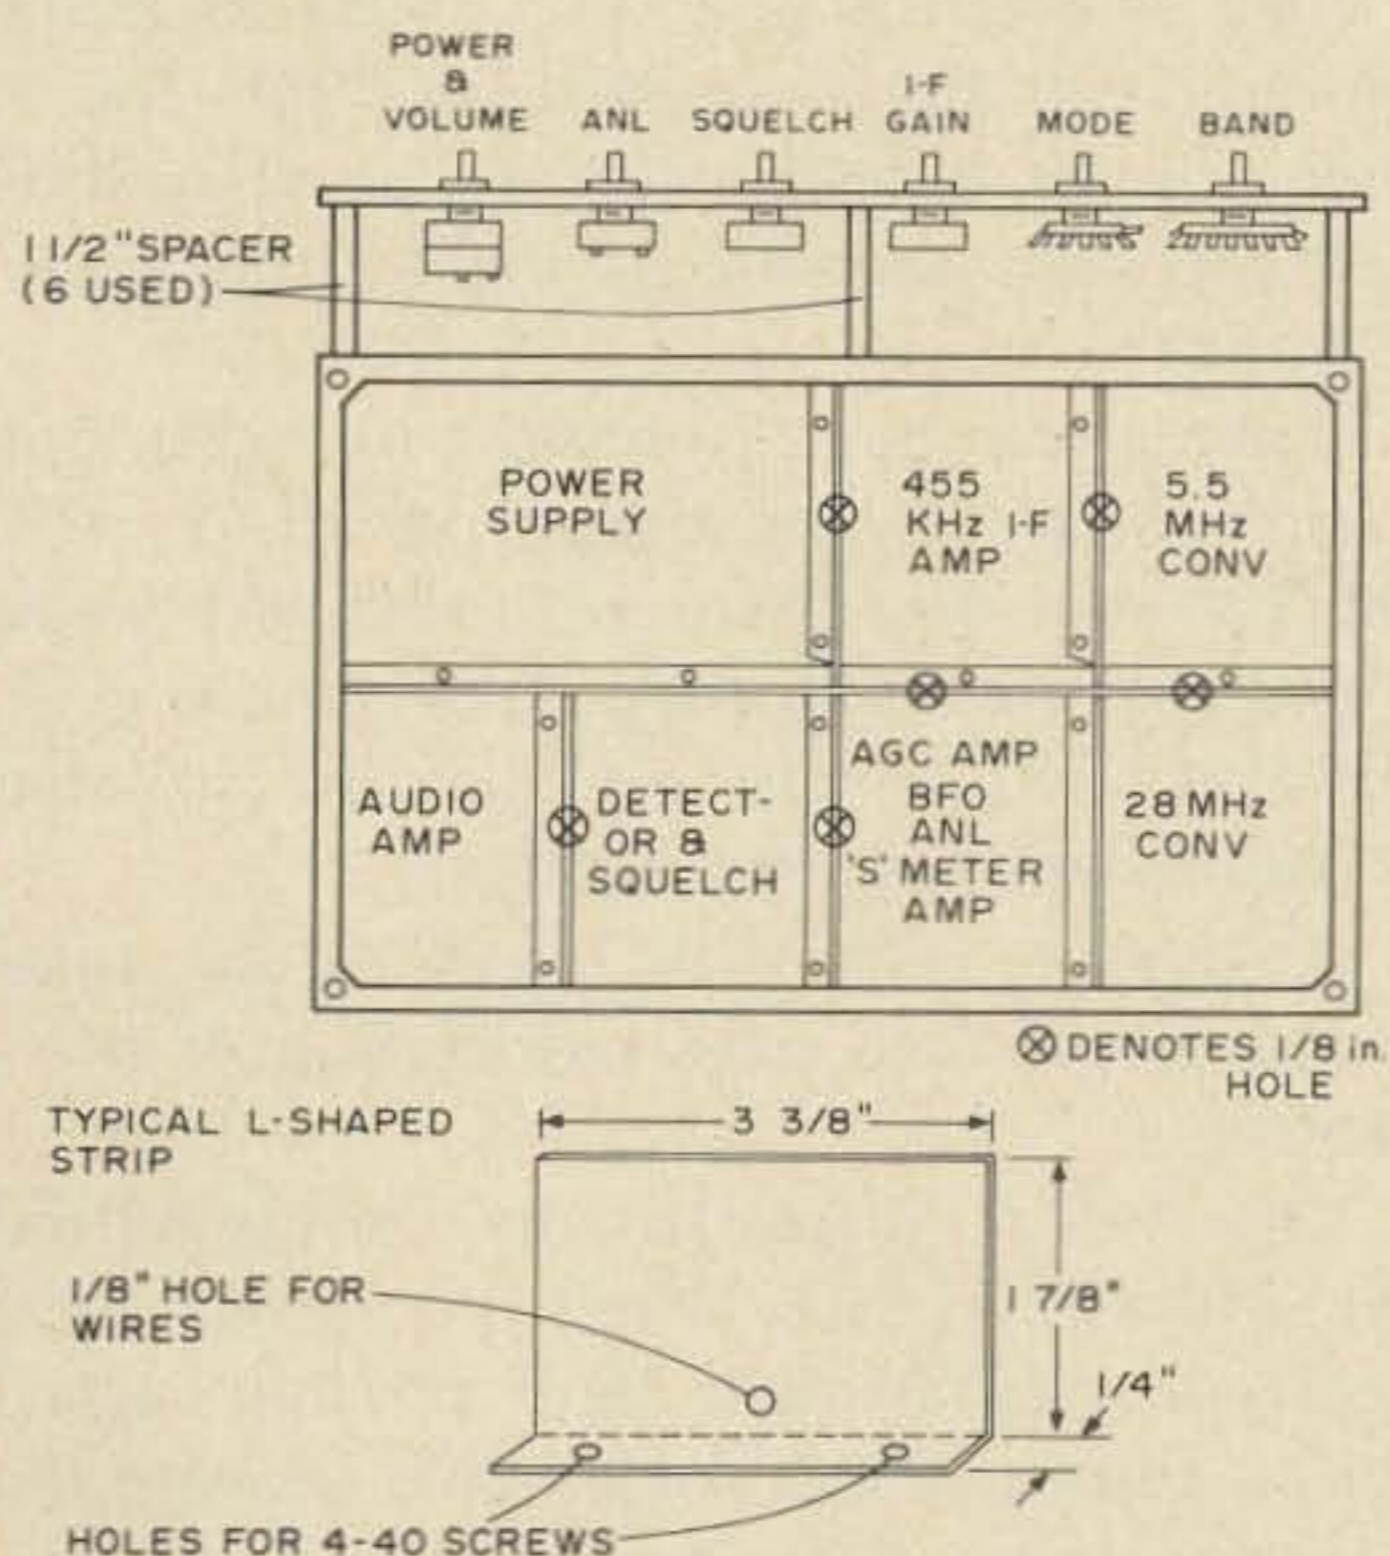 POWER
&
VOLUME
ANL
SQUELCH
I-F
GAIN
MODE
BAND
1 1/2" SPACER
(6 USED)
POWER
SUPPLY
455
KHz I-F
AMP
5.5
MHz
CONV
AUDIO
AMP
DETECT-
OR &
SQUELCH
AGC AMP
BFO
ANL
'S' METER
AMP
28 MHz
CONV
DENOTES 1/8 in.
HOLE
TYPICAL L-SHAPED
STRIP
3 3/8"
1/8" HOLE FOR
WIRES
1 7/8"
1/4"
HOLES FOR 4-40 SCREWS